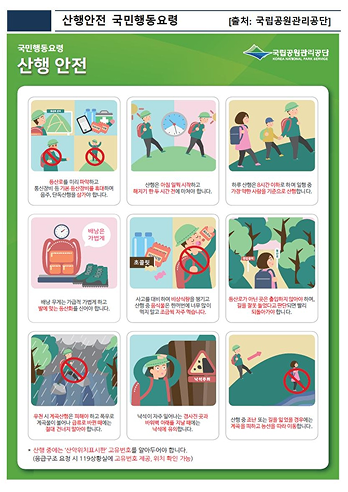 산행안전 국민행동요령
[출처: 국립공원관리공단]
국민행동요령
산행 안전
국립공원관리공단
KOREA NATIONAL PARK SERVICE
등산로를 미리 파악하고
통신장비 등 기본 등산장비를 휴대하며
음주, 단독산행을 삼가야 합니다.
산행은 아침 일찍 시작하고
해지기 한 두 시간 전에 마쳐야 합니다.
하루 산행은 8시간 이하로 하며 일행 중
가장 약한 사람을 기준으로 산행합니다.
배낭은
가볍게
배낭 무게는 가급적 가볍게 하고
발에 맞는 등산화를 신어야 합니다.
초콜릿
사고를 대비하여 비상식량을 챙기고
산행 중 음식물은 한꺼번에 너무 많이
먹지 말고 조금씩 자주 먹습니다.
등산로가 아닌 곳은 출입하지 않아야 하며,
길을 잘못 들었다고 판단되면 빨리
되돌아가야 합니다.
우천 시 계곡산행은 피해야 하고 폭우로
계곡물이 불어나 급류로 바뀐 때에는
절대 건너지 말아야 합니다.
낙석주의
낙석이 자주 일어나는 경사진 곳과
바위벽 아래를 지날 때에는
낙석에 유의합니다.
산행 중 조난 또는 길을 잃었을 경우에는
계곡을 피하고 능선을 따라 이동합니다.
* 산행 중에는 '산악위치표시판' 고유번호를 알아두어야 합니다.
(응급구조 요청 시 119상황실에 고유번호 제공, 위치 확인 가능)